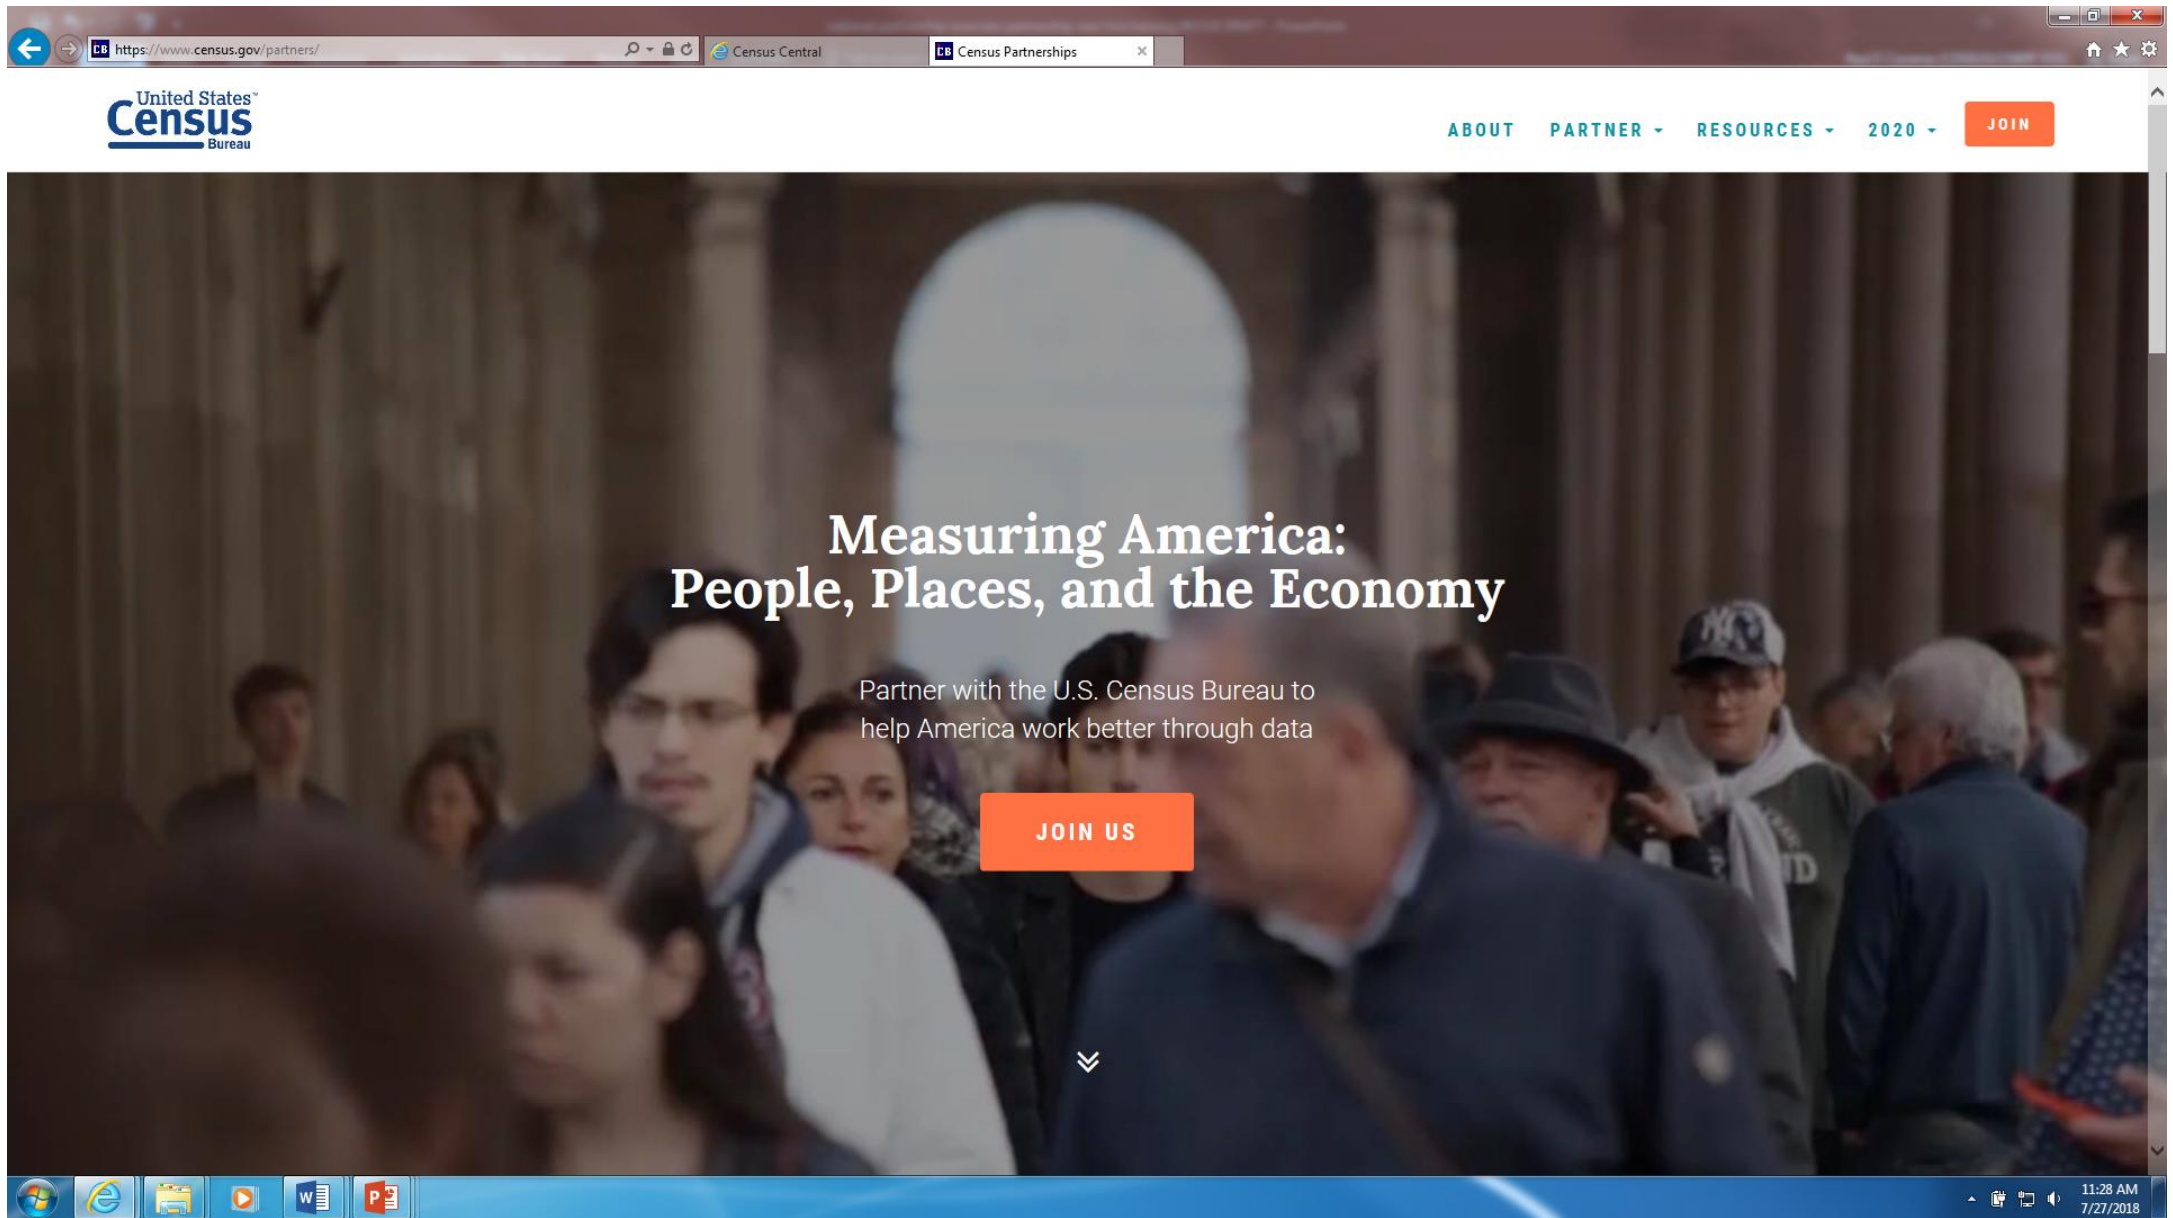 https://www.census.gov/partners/
Census Central
CB Census Partnerships
United States™
Census
Bureau
ABOUT PARTNER RESOURCES 2020 JOIN
Measuring America:
People, Places, and the Economy
Partner with the U.S. Census Bureau to
help America work better through data
JOIN US
11:28 AM
7/27/2018